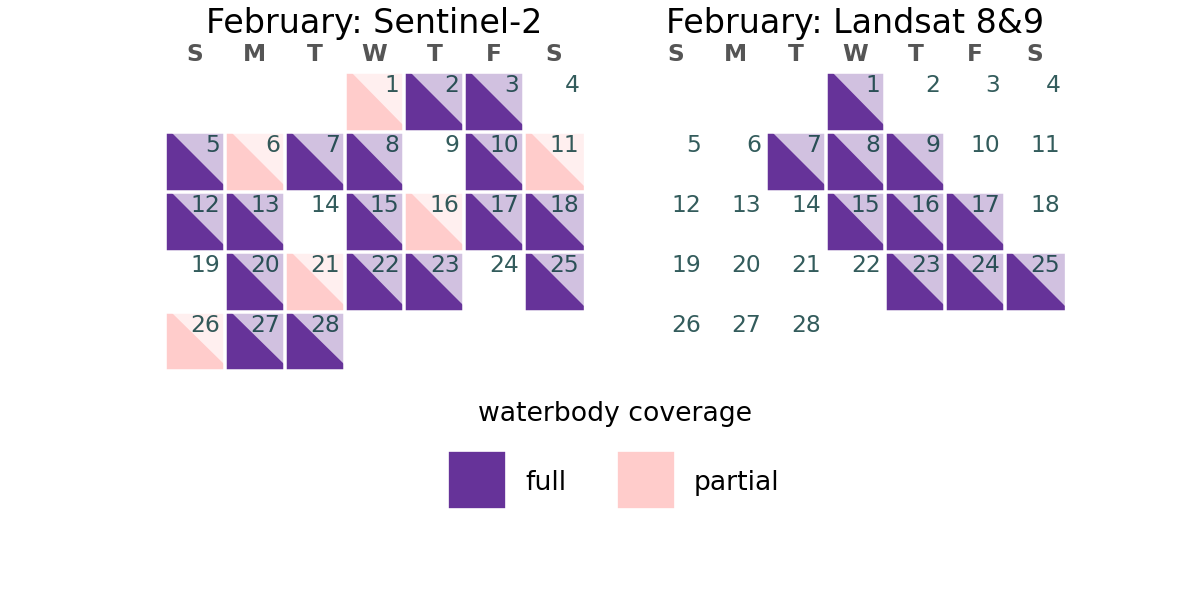 February: Sentinel-2
S M T W T F S
1 2 3 4
5 6 7 8 9 10 11
12 13 14 15 16 17 18
19 20 21 22 23 24 25
26 27 28
February: Landsat 8&9
S M T W T F S
1 2 3 4
5 6 7 8 9 10 11
12 13 14 15 16 17 18
19 20 21 22 23 24 25
26 27 28
waterbody coverage
full partial